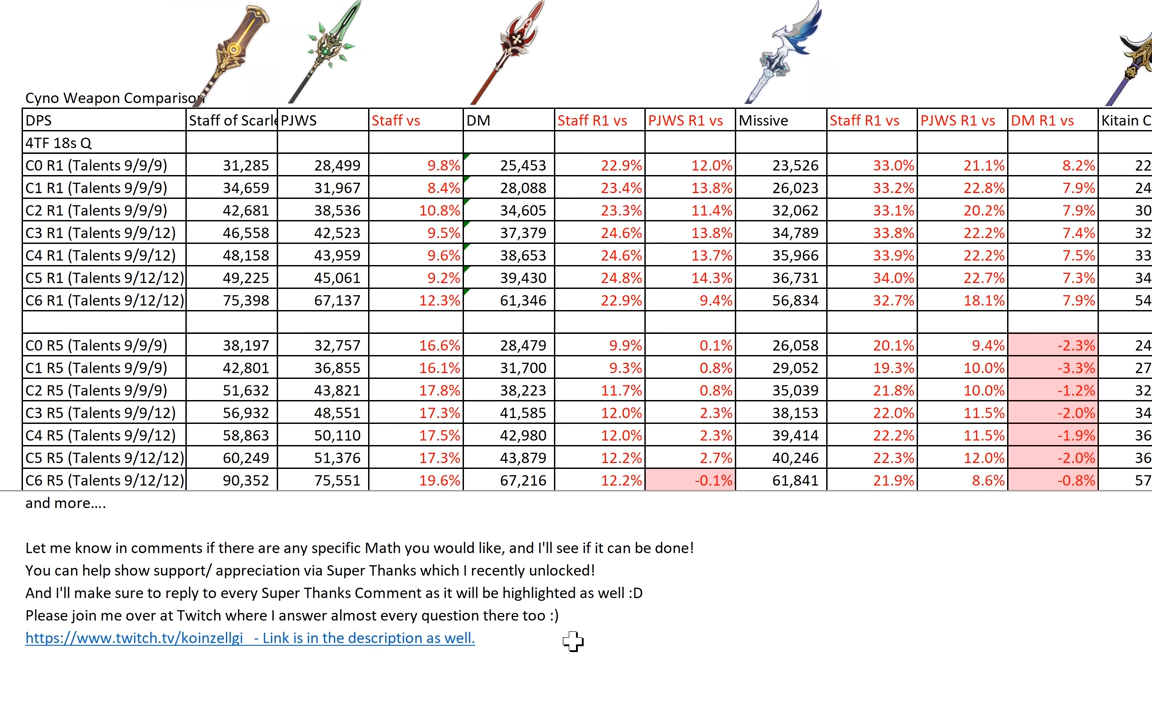 Cyno Weapon Comparison
DPS Staff of Scarle PJWS Staff vs DM Staff R1 vs PJWS R1 vs Missive Staff R1 vs PJWS R1 vs DM R1 vs Kitain C
4TF 18s Q
C0 R1 (Talents 9/9/9) 31,285 28,499 9.8% 25,453 22.9% 12.0% 23,526 33.0% 21.1% 8.2% 22
C1 R1 (Talents 9/9/9) 34,659 31,967 8.4% 28,088 23.4% 13.8% 26,023 33.2% 22.8% 7.9% 24
C2 R1 (Talents 9/9/9) 42,681 38,536 10.8% 34,605 23.3% 11.4% 32,062 33.1% 20.2% 7.9% 30
C3 R1 (Talents 9/9/12) 46,558 42,523 9.5% 37,379 24.6% 13.8% 34,789 33.8% 22.2% 7.4% 32
C4 R1 (Talents 9/9/12) 48,158 43,959 9.6% 38,653 24.6% 13.7% 35,966 33.9% 22.2% 7.5% 33
C5 R1 (Talents 9/12/12) 49,225 45,061 9.2% 39,430 24.8% 14.3% 36,731 34.0% 22.7% 7.3% 34
C6 R1 (Talents 9/12/12) 75,398 67,137 12.3% 61,346 22.9% 9.4% 56,834 32.7% 18.1% 7.9% 54
C0 R5 (Talents 9/9/9) 38,197 32,757 16.6% 28,479 9.9% 0.1% 26,058 20.1% 9.4% -2.3% 24
C1 R5 (Talents 9/9/9) 42,801 36,855 16.1% 31,700 9.3% 0.8% 29,052 19.3% 10.0% -3.3% 27
C2 R5 (Talents 9/9/9) 51,632 43,821 17.8% 38,223 11.7% 0.8% 35,039 21.8% 10.0% -1.2% 32
C3 R5 (Talents 9/9/12) 56,932 48,551 17.3% 41,585 12.0% 2.3% 38,153 22.0% 11.5% -2.0% 34
C4 R5 (Talents 9/9/12) 58,863 50,110 17.5% 42,980 12.0% 2.3% 39,414 22.2% 11.5% -1.9% 36
C5 R5 (Talents 9/12/12) 60,249 51,376 17.3% 43,879 12.2% 2.7% 40,246 22.3% 12.0% -2.0% 36
C6 R5 (Talents 9/12/12) 90,352 75,551 19.6% 67,216 12.2% -0.1% 61,841 21.9% 8.6% -0.8% 57
and more....
Let me know in comments if there are any specific Math you would like, and I'll see if it can be done!
You can help show support/ appreciation via Super Thanks which I recently unlocked!
And I'll make sure to reply to every Super Thanks Comment as it will be highlighted as well :D
Please join me over at Twitch where I answer almost every question there too :)
https://www.twitch.tv/koinzellgi - Link is in the description as well.